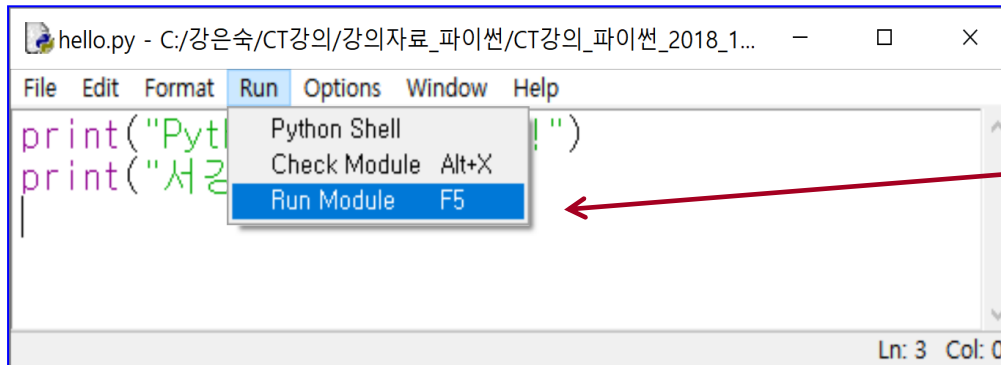 hello.py - C:/강은숙/CT강의/강의자료_파이썬/CT강의_파이썬_2018_1...
File Edit Format Run Options Window Help
print("Pyt !")
Python Shell
print("서강
Check Module Alt+X
Run Module F5
Ln: 3 Col: 0